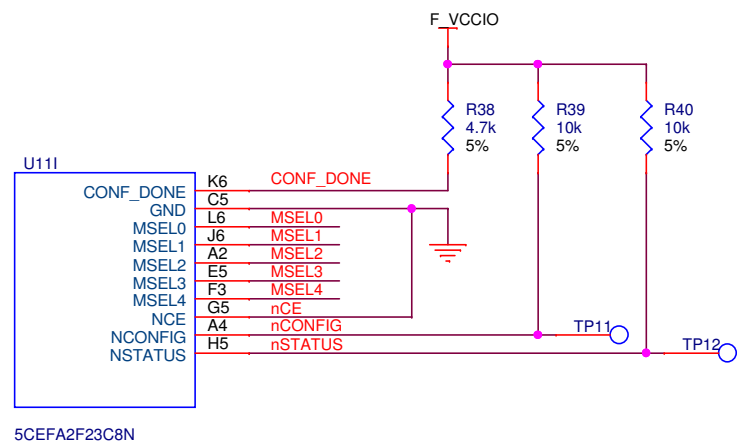 F_VCCIO
R38
4.7k
5%
R39
10k
5%
R40
10k
5%
U11I
CONF_DONE K6 CONF_DONE
GND C5
MSEL0 L6 MSEL0
MSEL1 J6 MSEL1
MSEL2 A2 MSEL2
MSEL3 E5 MSEL3
MSEL4 F3 MSEL4
NCE G5 nCE
NCONFIG A4 nCONFIG TP11
NSTATUS H5 nSTATUS TP12
5CEFA2F23C8N